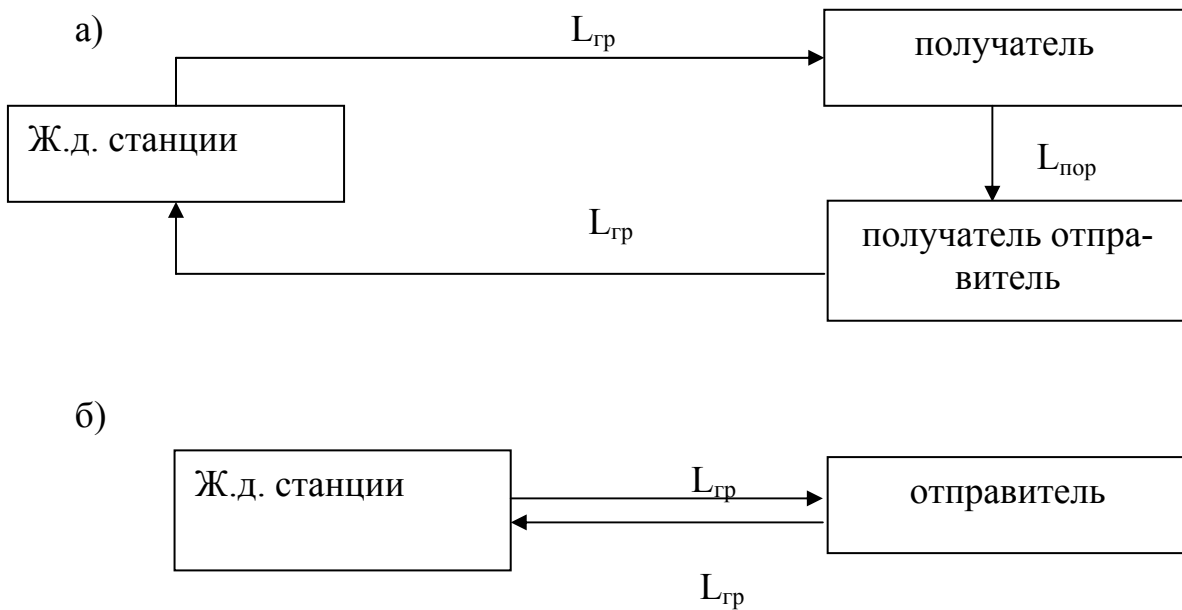 а)
Lгр
получатель
Ж.д. станции
Lпор
Lгр
получатель отпра-
витель
б)
Ж.д. станции
Lгр
отправитель
Lгр